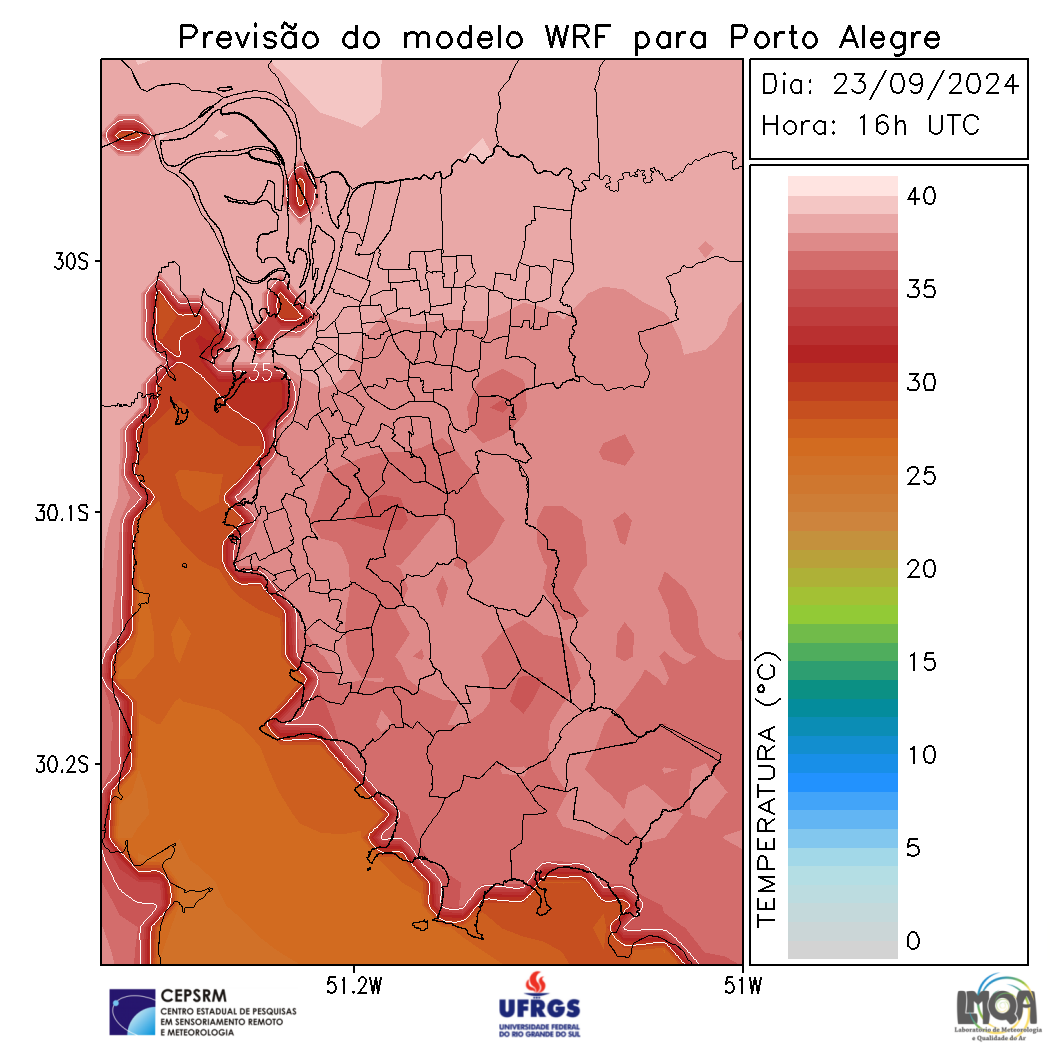 Previsão do modelo WRF para Porto Alegre
Dia: 23/09/2024
Hora: 16h UTC
40
35
30
25
20
15
10
5
0
TEMPERATURA (°C)
30S
30.1S
30.2S
35
51.2W
51W
CEPSRM
CENTRO ESTADUAL DE PESQUISAS
EM SENSORIAMENTO REMOTO
E METEOROLOGIA
UFRGS
UNIVERSIDADE FEDERAL
DO RIO GRANDE DO SUL
LMQA
Laboratório de Meteorologia
e Qualidade do Ar